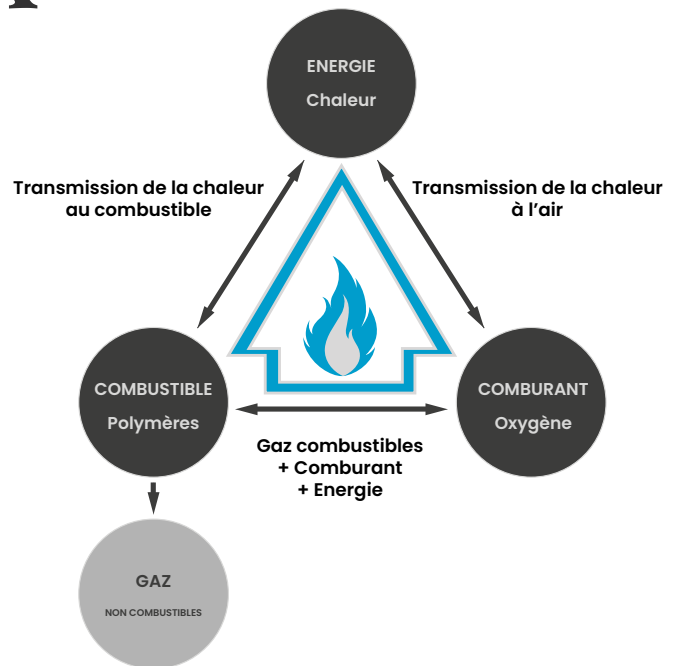 ENERGIE
Chaleur
Transmission de la chaleur
au combustible
Transmission de la chaleur
à l'air
COMBUSTIBLE
Polymères
COMBURANT
Oxygène
Gaz combustibles
+ Comburant
+ Energie
GAZ
NON COMBUSTIBLES